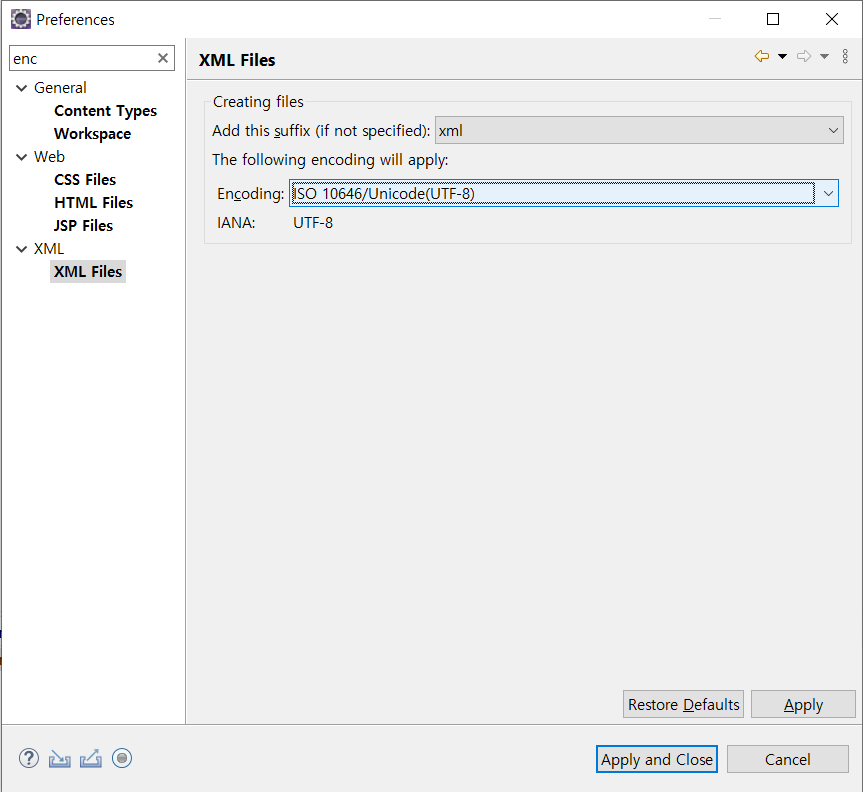 Preferences
enc
General
Content Types
Workspace
Web
CSS Files
HTML Files
JSP Files
XML
XML Files
XML Files
Creating files
Add this suffix (if not specified): xml
The following encoding will apply:
Encoding: ISO 10646/Unicode(UTF-8)
IANA: UTF-8
Restore Defaults Apply
Apply and Close Cancel